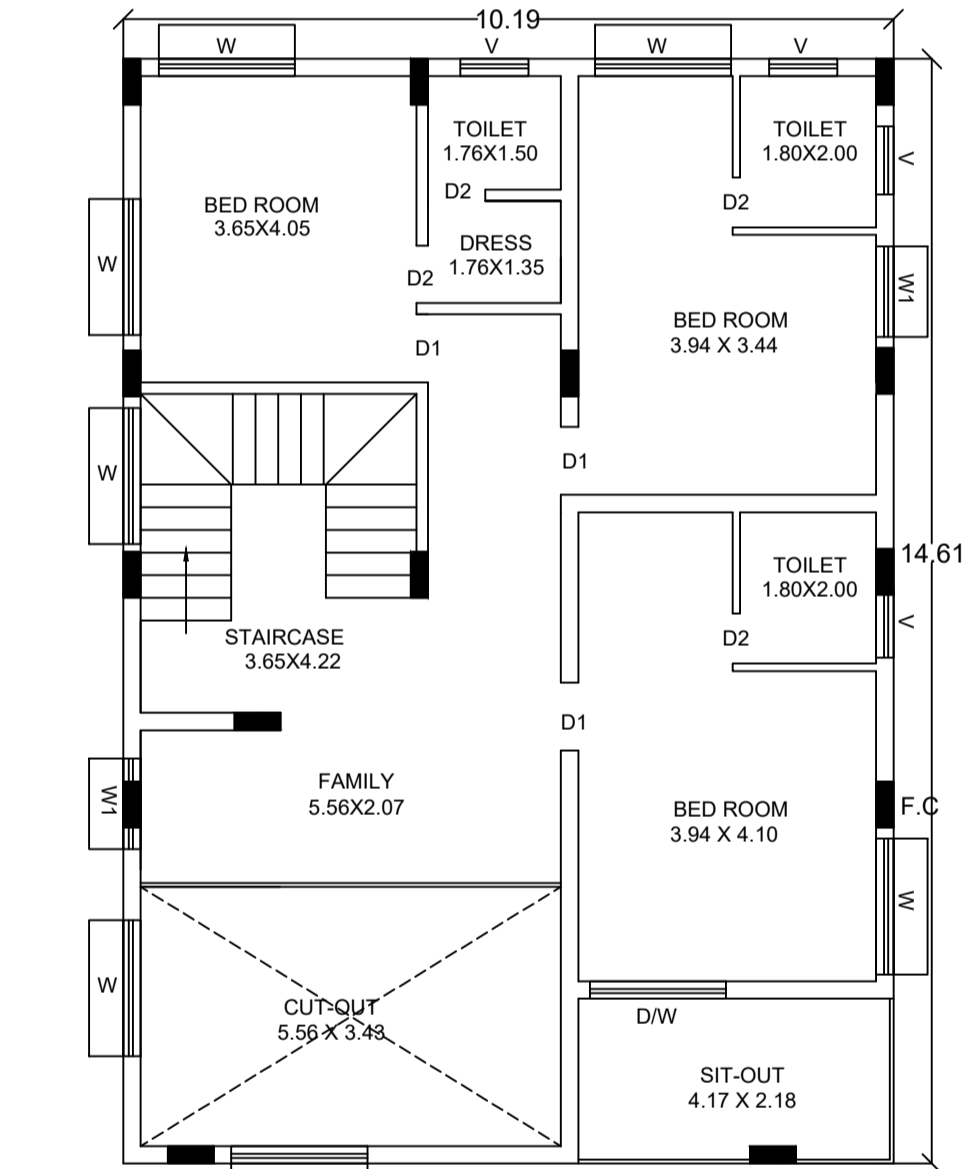 10.19
W
V
W
V
TOILET
1.76X1.50
TOILET
1.80X2.00
V
D2
D2
BED ROOM
3.65X4.05
DRESS
1.76X1.35
W
D2
W1
BED ROOM
3.94 X 3.44
D1
D1
W
14.61
TOILET
1.80X2.00
V
D2
STAIRCASE
3.65X4.22
D1
FAMILY
5.56X2.07
W1
BED ROOM
3.94 X 4.10
F.C
W
W
CUT-OUT
5.56 X 3.43
D/W
SIT-OUT
4.17 X 2.18